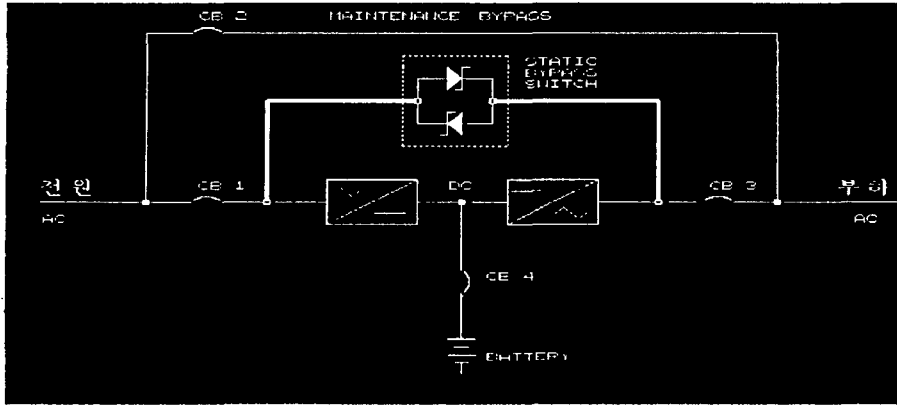 CB 2
MAINTENANCE BYPASS
STATIC
BYPASS
SWITCH
전원
CB 1
DC
CB 3
부하
AC
AC
CB 4
BATTERY